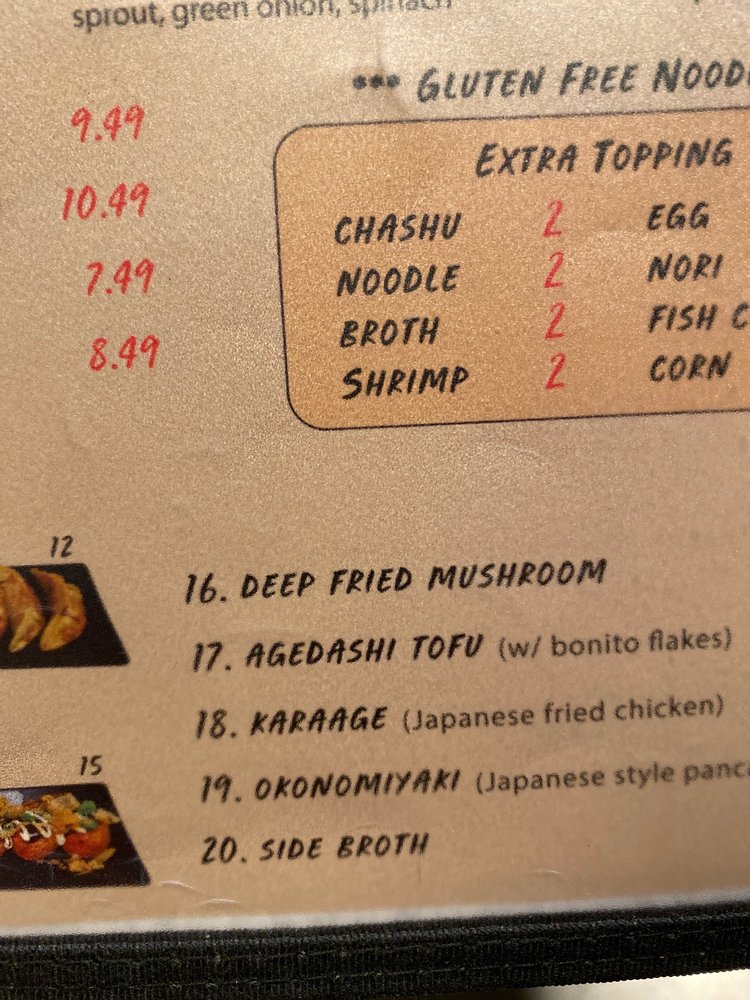 sprout, green onion, spinach
*** GLUTEN FREE
9.49
10.49
7.49
8.49
EXTRA TOPPING
CHASHU 2 EGG
NOODLE 2 NORI
BROTH 2 FISH
SHRIMP 2 CORN
12
16. DEEP FRIED MUSHROOM
17. AGEDASHI TOFU (w/ bonito flakes)
18. KARAAGE (Japanese fried chicken)
15
19. OKONOMIYAKI (Japanese style
20. SIDE BROTH